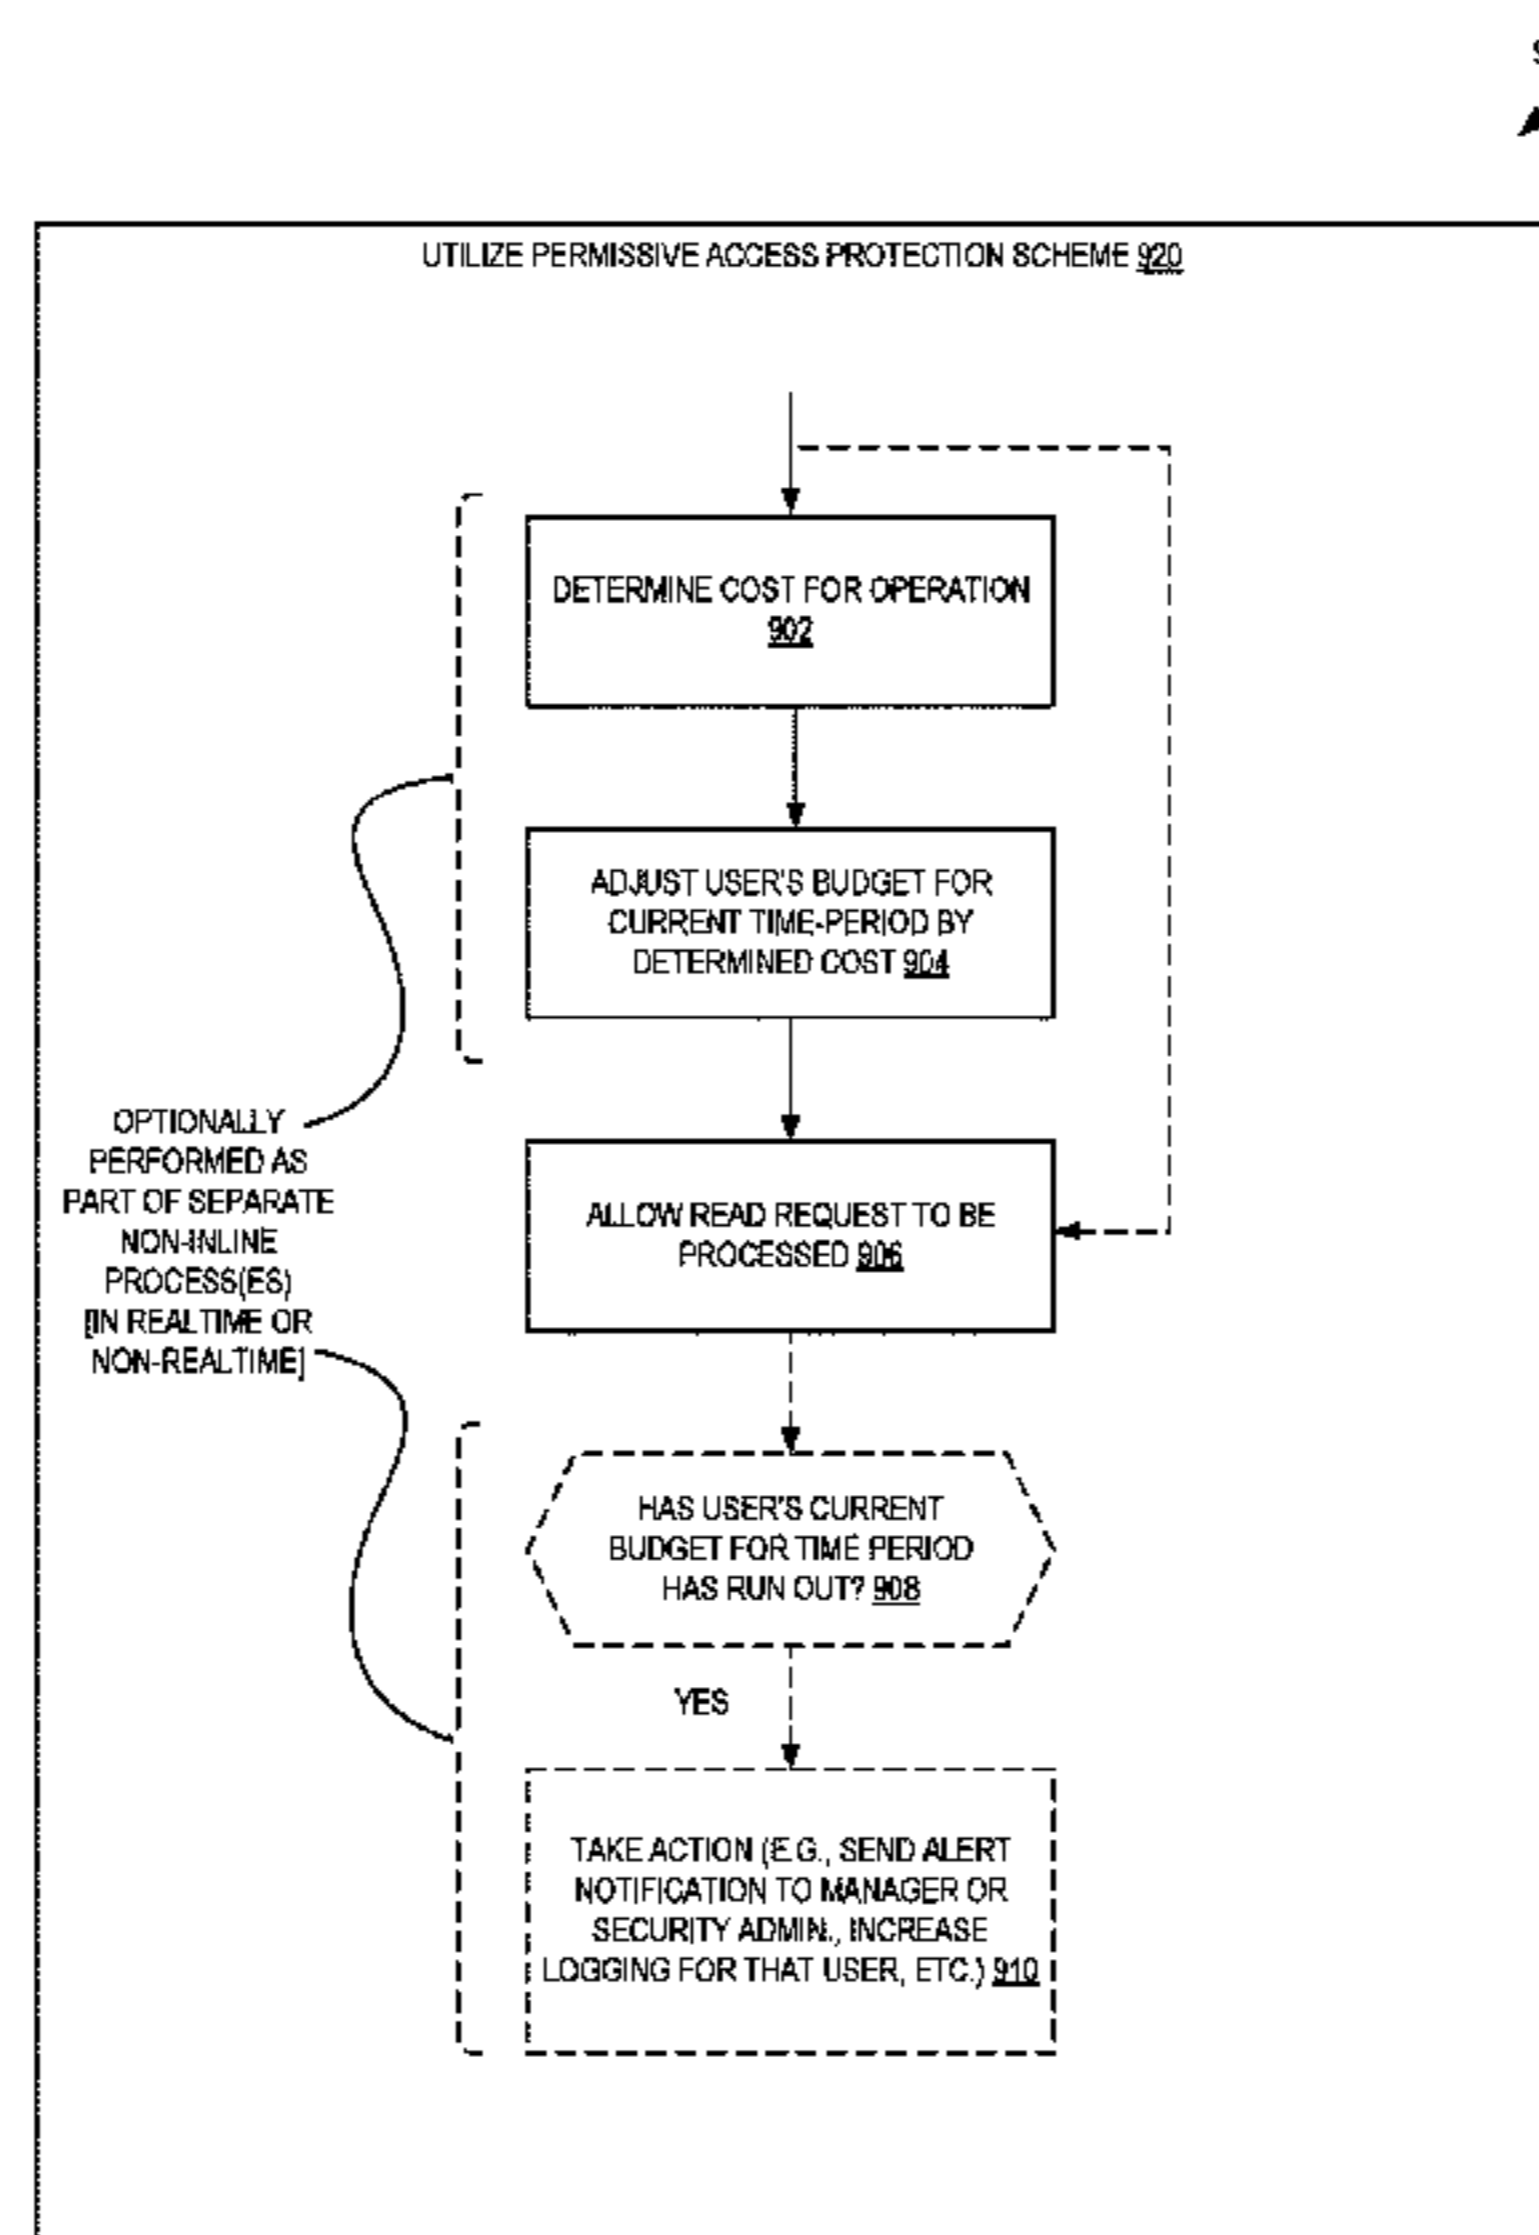 UTILIZE PERMISSIVE ACCESS PROTECTION SCHEME 920
DETERMINE COST FOR OPERATION
902
ADJUST USER'S BUDGET FOR
CURRENT TIME-PERIOD BY
DETERMINED COST 904
OPTIONALLY
PERFORMED AS
PART OF SEPARATE
NON-INLINE
PROCESS(ES)
[IN REALTIME OR
NON-REALTIME]
ALLOW READ REQUEST TO BE
PROCESSED 906
HAS USER'S CURRENT
BUDGET FOR TIME PERIOD
HAS RUN OUT? 908
YES
TAKE ACTION (E.G., SEND ALERT
NOTIFICATION TO MANAGER OR
SECURITY ADMIN., INCREASE
LOGGING FOR THAT USER, ETC.) 910